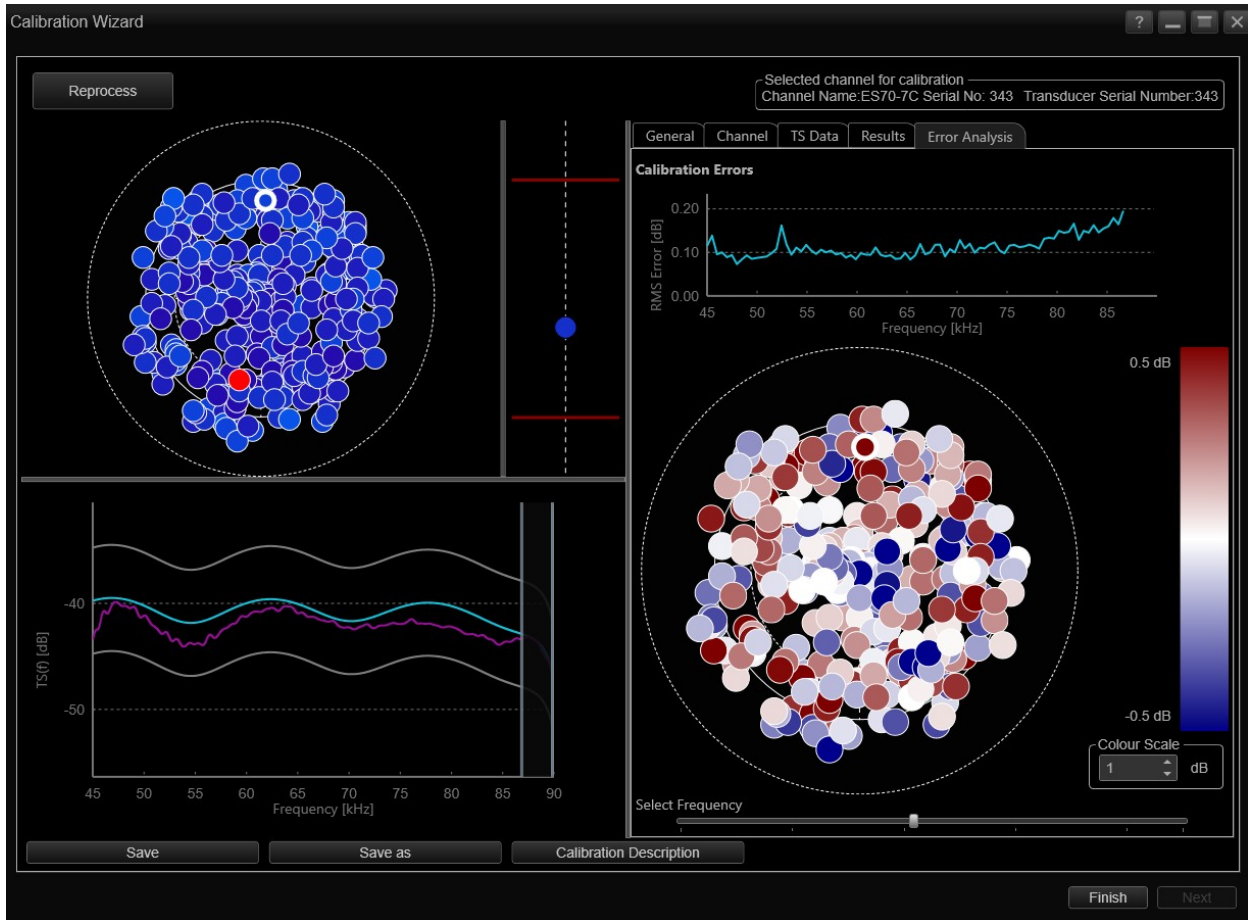 Calibration Wizard
?
Reprocess
Selected channel for calibration
Channel Name:ES70-7C Serial No: 343 Transducer Serial Number:343
General Channel TS Data Results Error Analysis
Calibration Errors
RMS Error [dB]
0.20
0.10
0.00
45 50 55 60 65 70 75 80 85
Frequency [kHz]
0.5 dB
-0.5 dB
Colour Scale
1 dB
Select Frequency
TS(f) [dB]
-40
-50
45 50 55 60 65 70 75 80 85 90
Frequency [kHz]
Save Save as Calibration Description
Finish Next